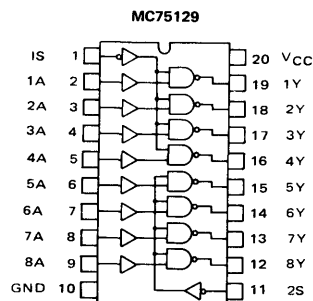 MC75129
IS 1 20 VCC
1A 2 19 1Y
2A 3 18 2Y
3A 4 17 3Y
4A 5 16 4Y
5A 6 15 5Y
6A 7 14 6Y
7A 8 13 7Y
8A 9 12 8Y
GND 10 11 2S